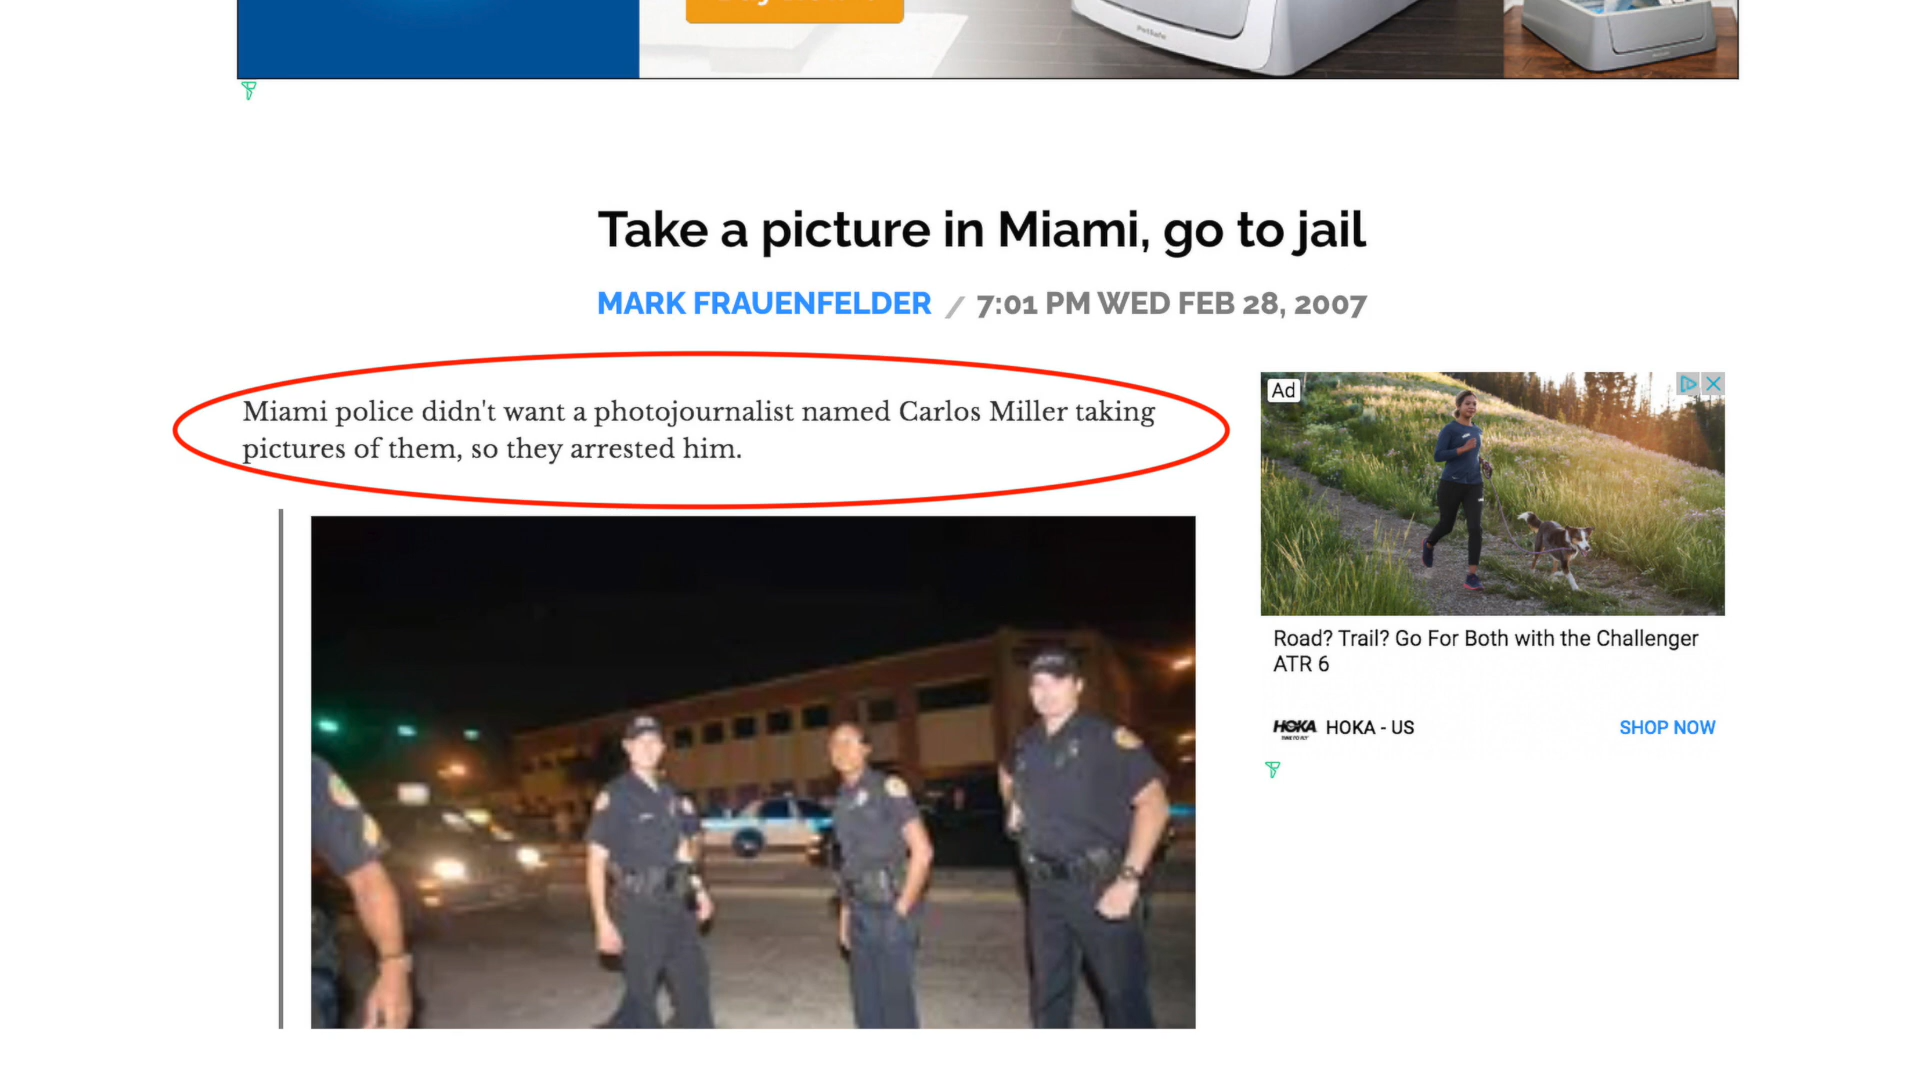 PetSafe
Take a picture in Miami, go to jail
MARK FRAUENFELDER / 7:01 PM WED FEB 28, 2007
Miami police didn't want a photojournalist named Carlos Miller taking
pictures of them, so they arrested him.
Ad
Road? Trail? Go For Both with the Challenger
ATR 6
HOKA HOKA - US
SHOP NOW